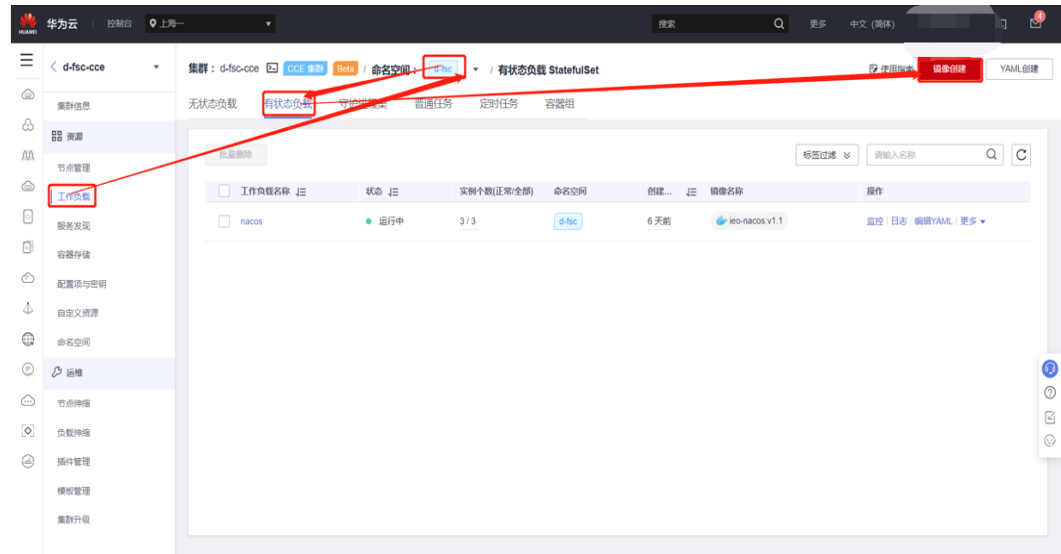 HUAWEI 华为云 控制台 上海一 搜索 更多 中文 (简体) 4
d-fsc-cce
集群：d-fsc-cce CCE 集群 Beta / 命名空间： d-fsc / 有状态负载 StatefulSet 使用指南 镜像创建 YAML创建
集群信息
无状态负载 有状态负载 守护进程集 普通任务 定时任务 容器组
资源
批量删除 标签过滤 请输入名称
节点管理
工作负载
工作负载名称 状态 实例个数(正常/全部) 命名空间 创建... 镜像名称 操作
nacos 运行中 3 / 3 d-fsc 6 天前 ieo-nacos:v1.1 监控 日志 编辑YAML 更多
服务发现
容器存储
配置项与密钥
自定义资源
命名空间
运维
节点伸缩
负载伸缩
插件管理
模板管理
集群升级